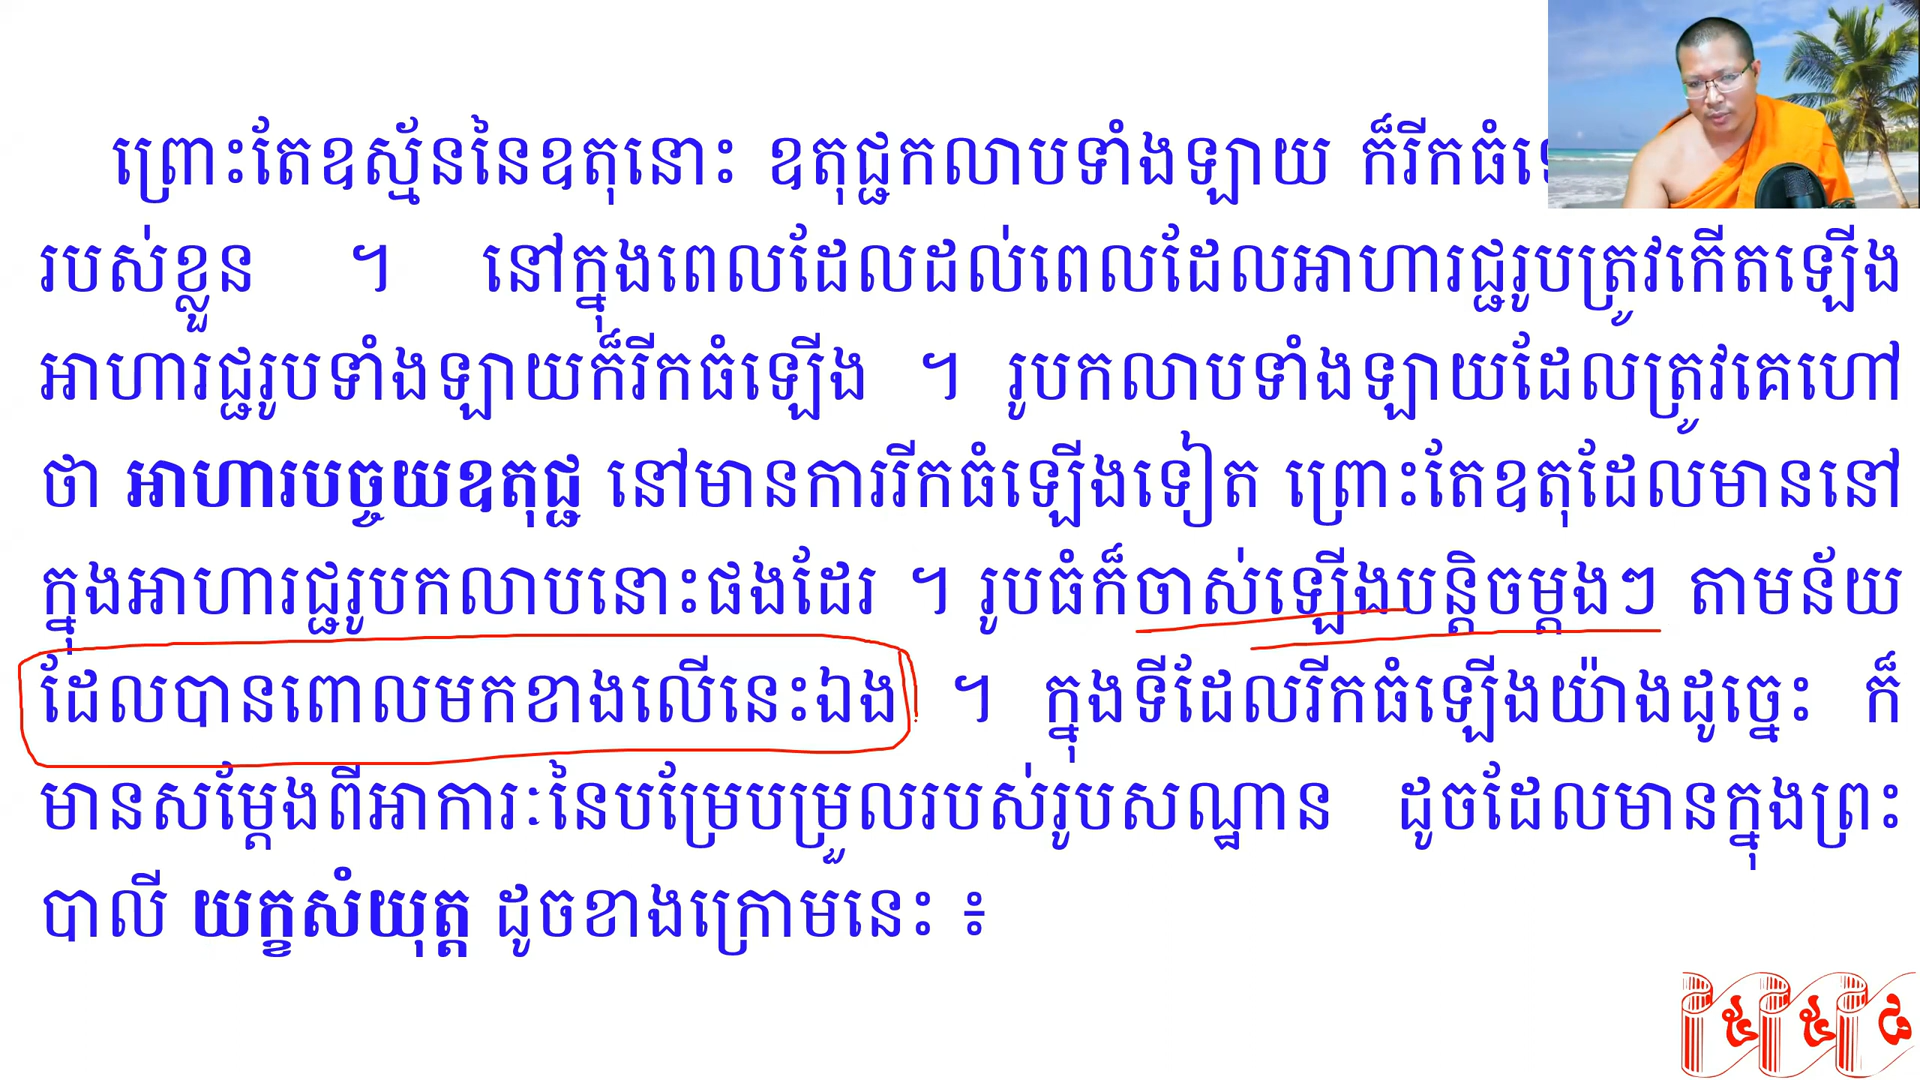 ព្រោះតែឧស្ម័ននៃឧតុនោះ ឧតុជ្ជកលាបទាំងឡាយ ក៏រីកធំ
របស់ខ្លួន ។ នៅក្នុងពេលដែលដល់ពេលដែលអាហារជ្ជរូបត្រូវកើតឡើង
អាហារជ្ជរូបទាំងឡាយក៏រីកធំឡើង ។ រូបកលាបទាំងឡាយដែលត្រូវគេហៅ
ថា អាហារបច្ចយឧតុជ្ជ នៅមានការរីកធំឡើងទៀត ព្រោះតែឧតុដែលមាននៅ
ក្នុងអាហារជ្ជរូបកលាបនោះផងដែរ ។ រូបធំក៏ចាស់ឡើងបន្តិចម្តងៗ តាមន័យ
ដែលបានពោលមកខាងលើនេះឯង ។ ក្នុងទីដែលរីកធំឡើងយ៉ាងដូច្នេះ ក៏
មានសម្តែងពីអាការៈនៃបម្រែបម្រួលរបស់រូបសណ្ឋាន ដូចដែលមានក្នុងព្រះ
បាលី យក្ខសំយុត្ត ដូចខាងក្រោមនេះ ៖